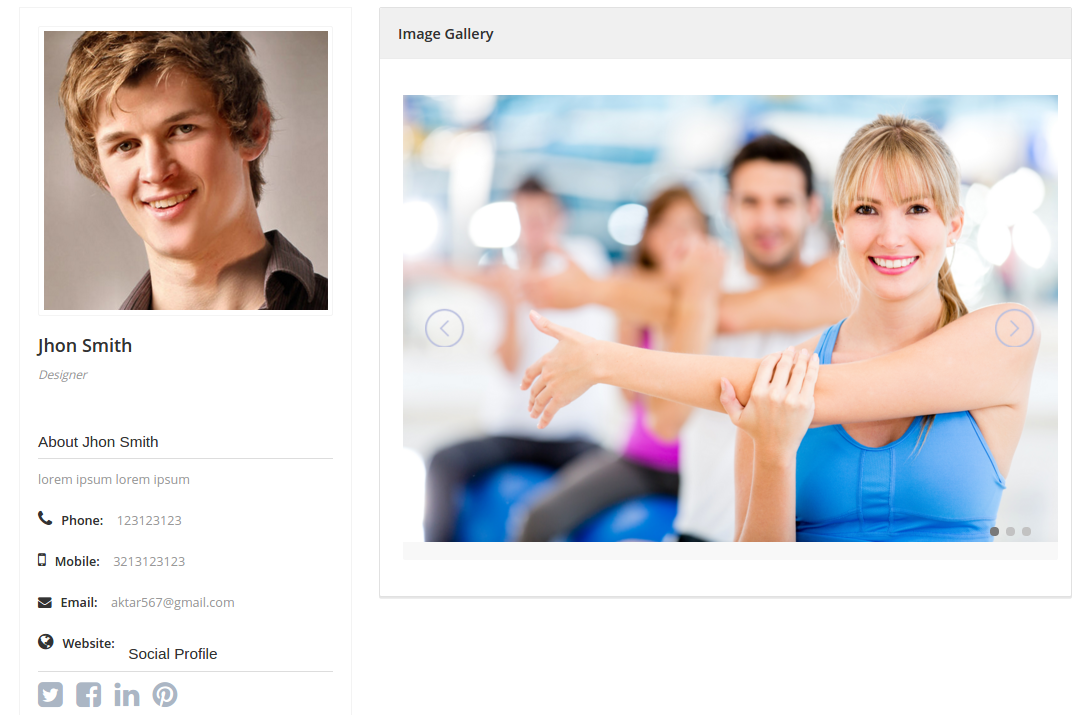 Jhon Smith
Designer
About Jhon Smith
lorem ipsum lorem ipsum
Phone: 123123123
Mobile: 3213123123
Email: aktar567@gmail.com
Website:
Social Profile
Image Gallery